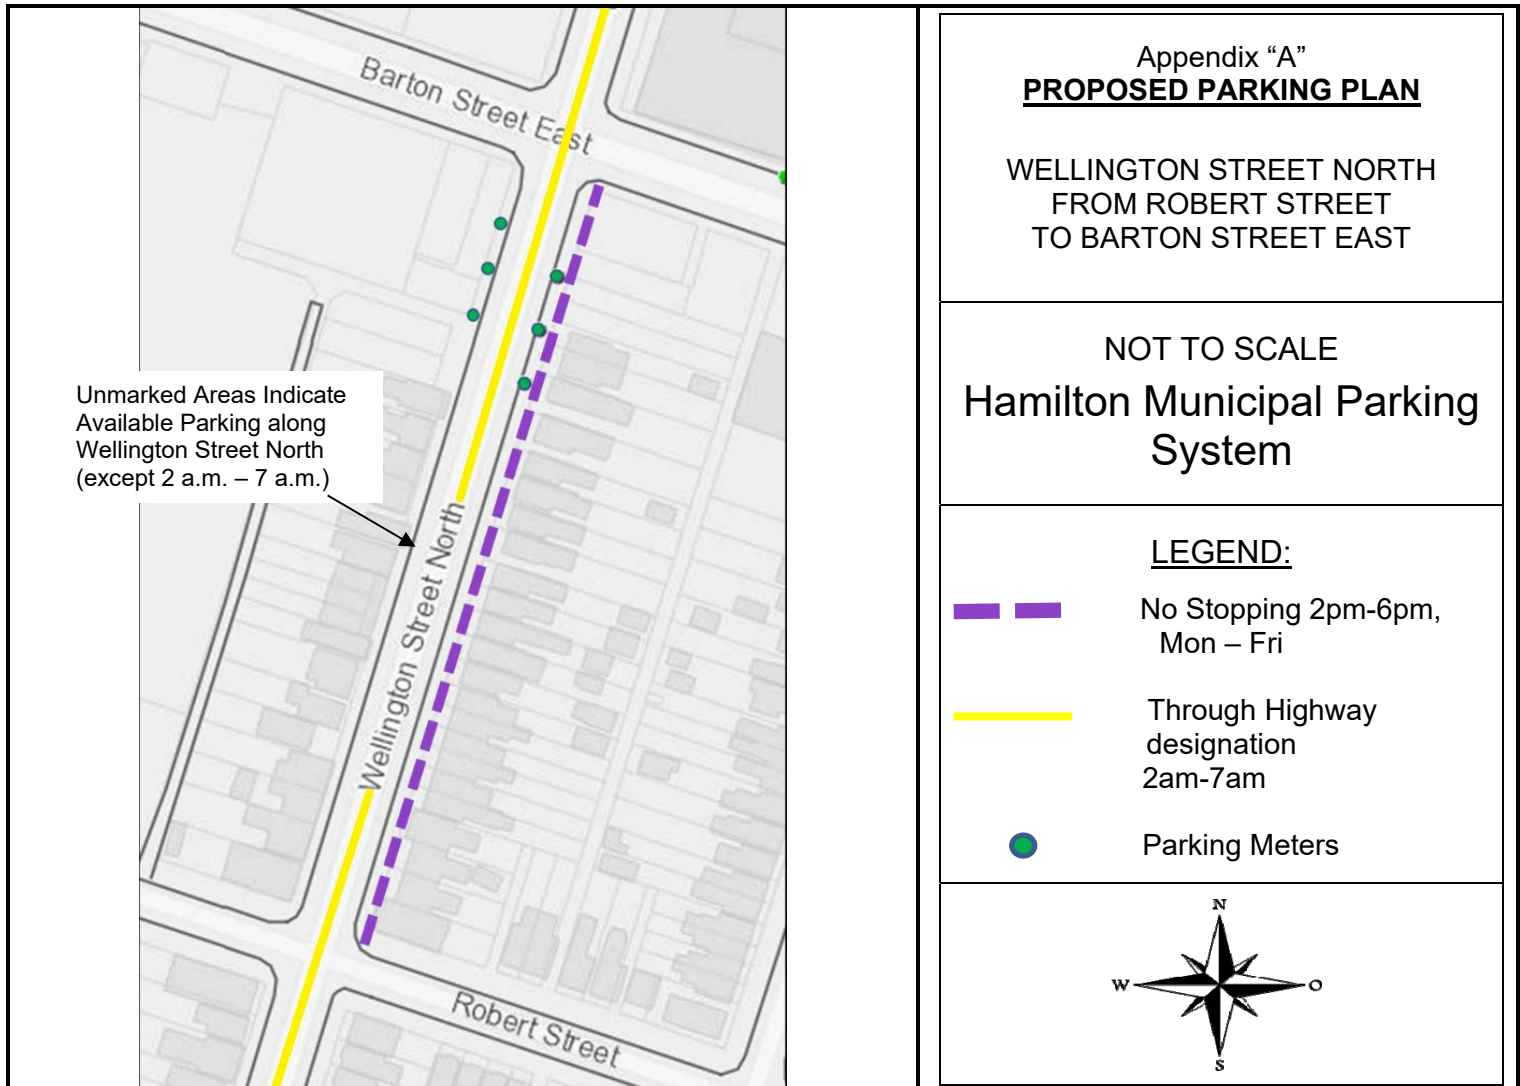 Barton Street East
Unmarked Areas Indicate
Available Parking along
Wellington Street North
(except 2 a.m. – 7 a.m.)
Wellington Street North
Robert Street
Appendix “A”
PROPOSED PARKING PLAN
WELLINGTON STREET NORTH
FROM ROBERT STREET
TO BARTON STREET EAST
NOT TO SCALE
Hamilton Municipal Parking
System
LEGEND:
No Stopping 2pm-6pm,
Mon – Fri
Through Highway
designation
2am-7am
Parking Meters
N
W
O
S